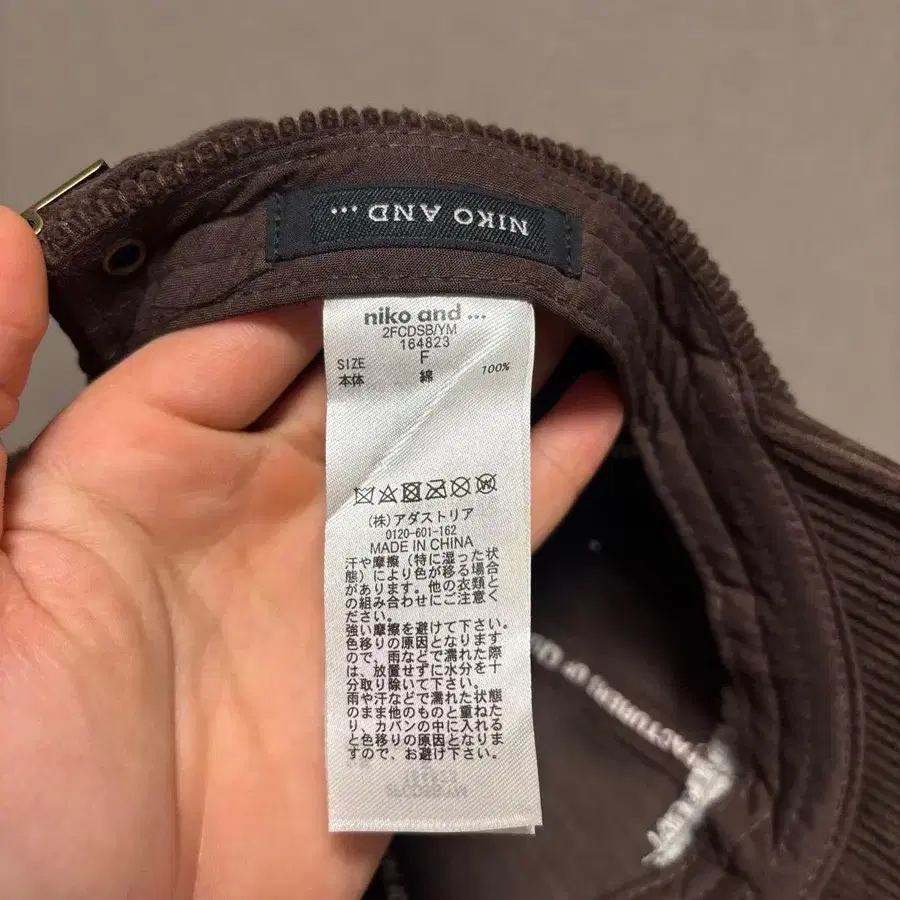 NIKO AND ...
niko and ...
2FCDSB/YM
164823
SIZE F
本体 綿 100%
(株)アダストリア
0120-601-162
MADE IN CHINA
汗や摩擦(特に湿った状
態)により色が移る場合
があります。他の衣類と
の組み合わせにご注意く
ださい。
強い摩擦を避けて下さい。
色移りの原因となります
ので、雨などで濡れた際
は、放置せずに水分を十
分取り除いて下さい。
雨や汗などで濡れた状態
のまま他のものと重ねた
り、カバンの中に入れる
と色移りの原因となりま
すので、お避け下さい。